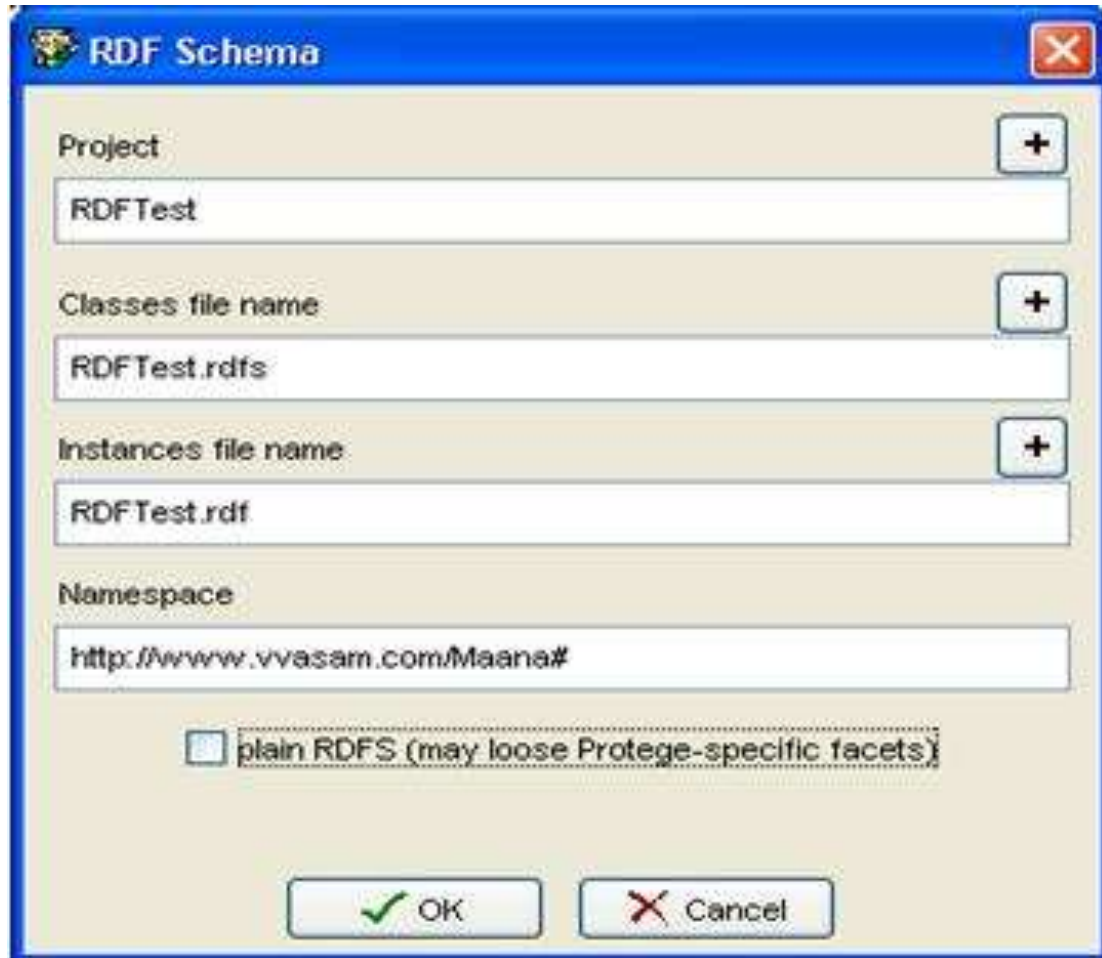 RDF Schema
Project
+
RDFTest
Classes file name
+
RDFTest.rdfs
Instances file name
+
RDFTest.rdf
Namespace
http://www.vvasam.com/Maana#
plain RDFS (may loose Protege-specific facets)
OK
Cancel